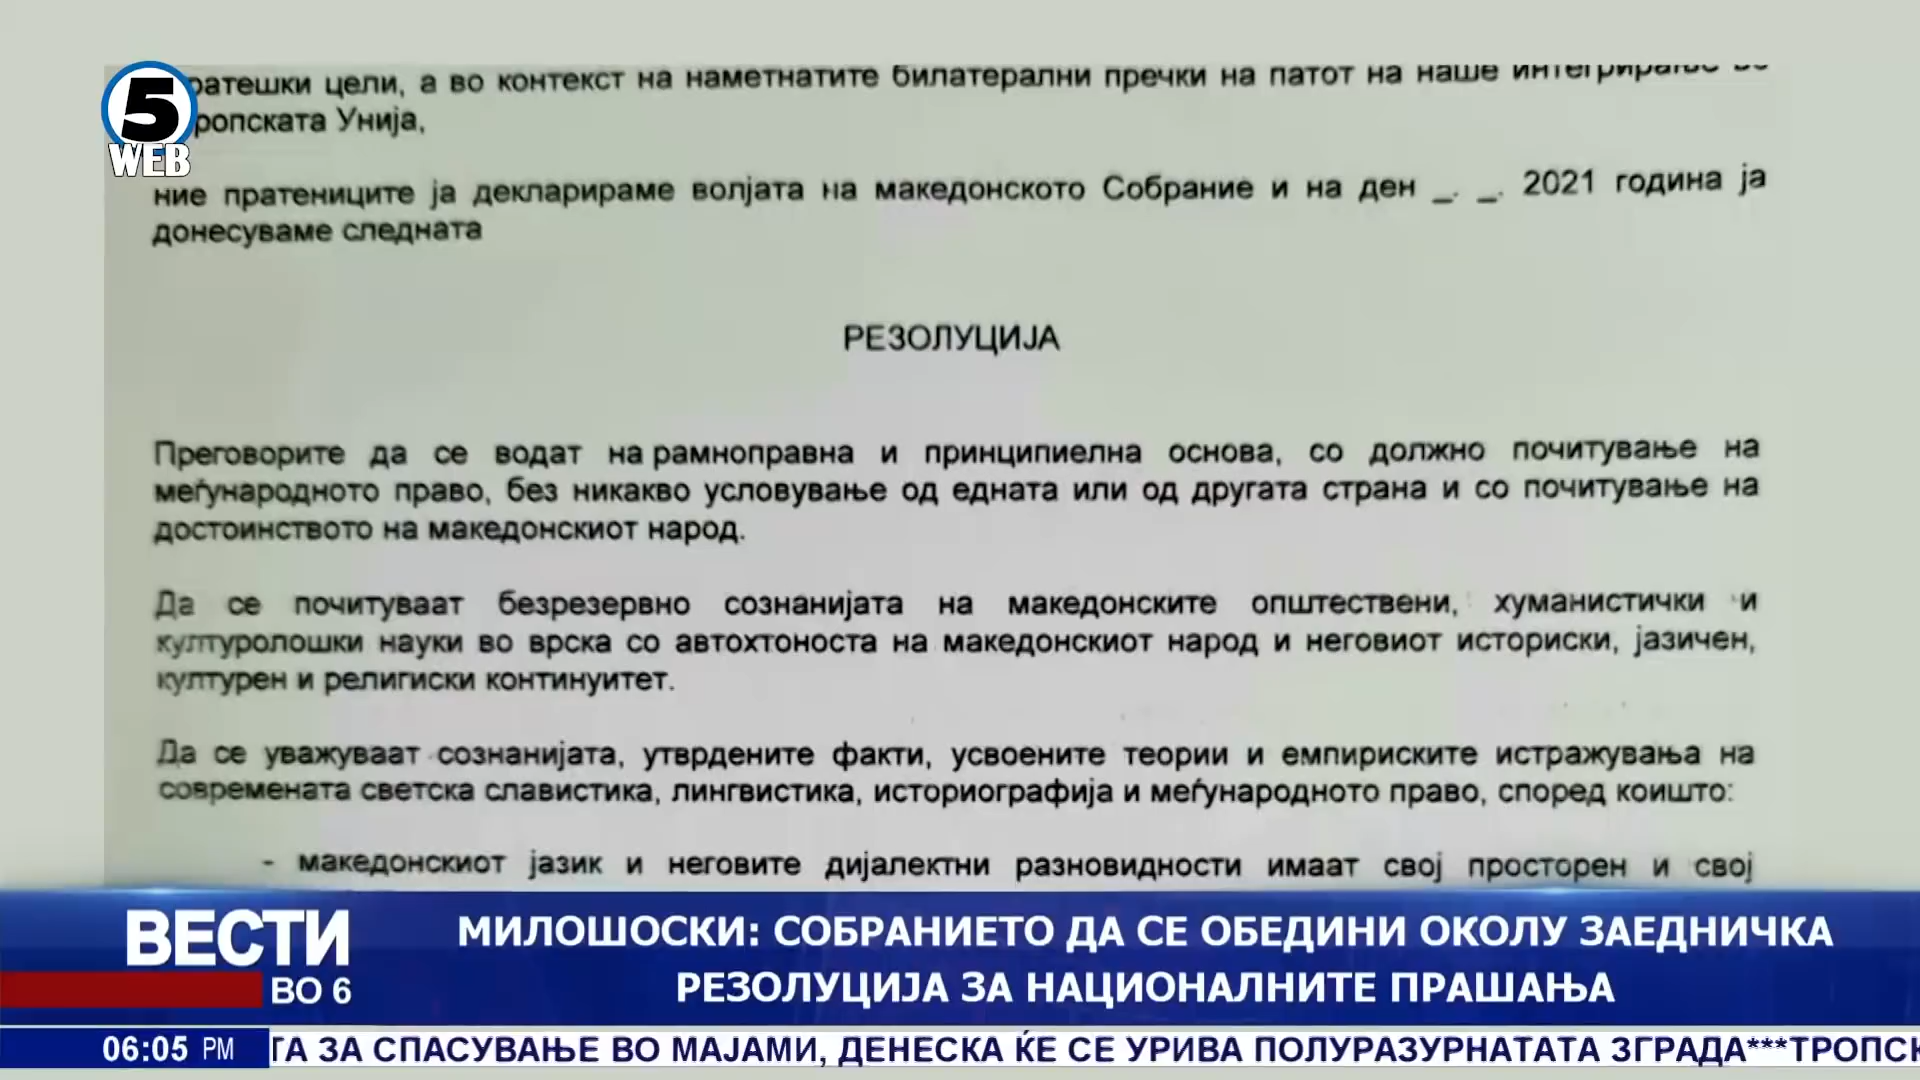 5
WEB
ратешки цели, а во контекст на наметнатите билатерални пречки на патот на наше интегрирање во
ропската Унија,
ние пратениците ја декларираме волјата на македонското Собрание и на ден _. _. 2021 година ја
донесуваме следната
РЕЗОЛУЦИЈА
Преговорите да се водат на рамноправна и принципиелна основа, со должно почитување на
меѓународното право, без никакво условување од едната или од другата страна и со почитување на
достоинството на македонскиот народ.
Да се почитуваат безрезервно сознанијата на македонските општествени, хуманистички и
културолошки науки во врска со автохтоноста на македонскиот народ и неговиот историски, јазичен,
културен и религиски континуитет.
Да се уважуваат сознанијата, утврдените факти, усвоените теории и емпириските истражувања на
современата светска славистика, лингвистика, историографија и меѓународното право, според коишто:
- македонскиот јазик и неговите дијалектни разновидности имаат свој просторен и свој
ВЕСТИ
ВО 6
МИЛОШОСКИ: СОБРАНИЕТО ДА СЕ ОБЕДИНИ ОКОЛУ ЗАЕДНИЧКА
РЕЗОЛУЦИЈА ЗА НАЦИОНАЛНИТЕ ПРАШАЊА
06:05 PM
ТА ЗА СПАСУВАЊЕ ВО МАЈАМИ, ДЕНЕСКА ЌЕ СЕ УРИВА ПОЛУРАЗУРНАТАТА ЗГРАДА***ТРОПСК